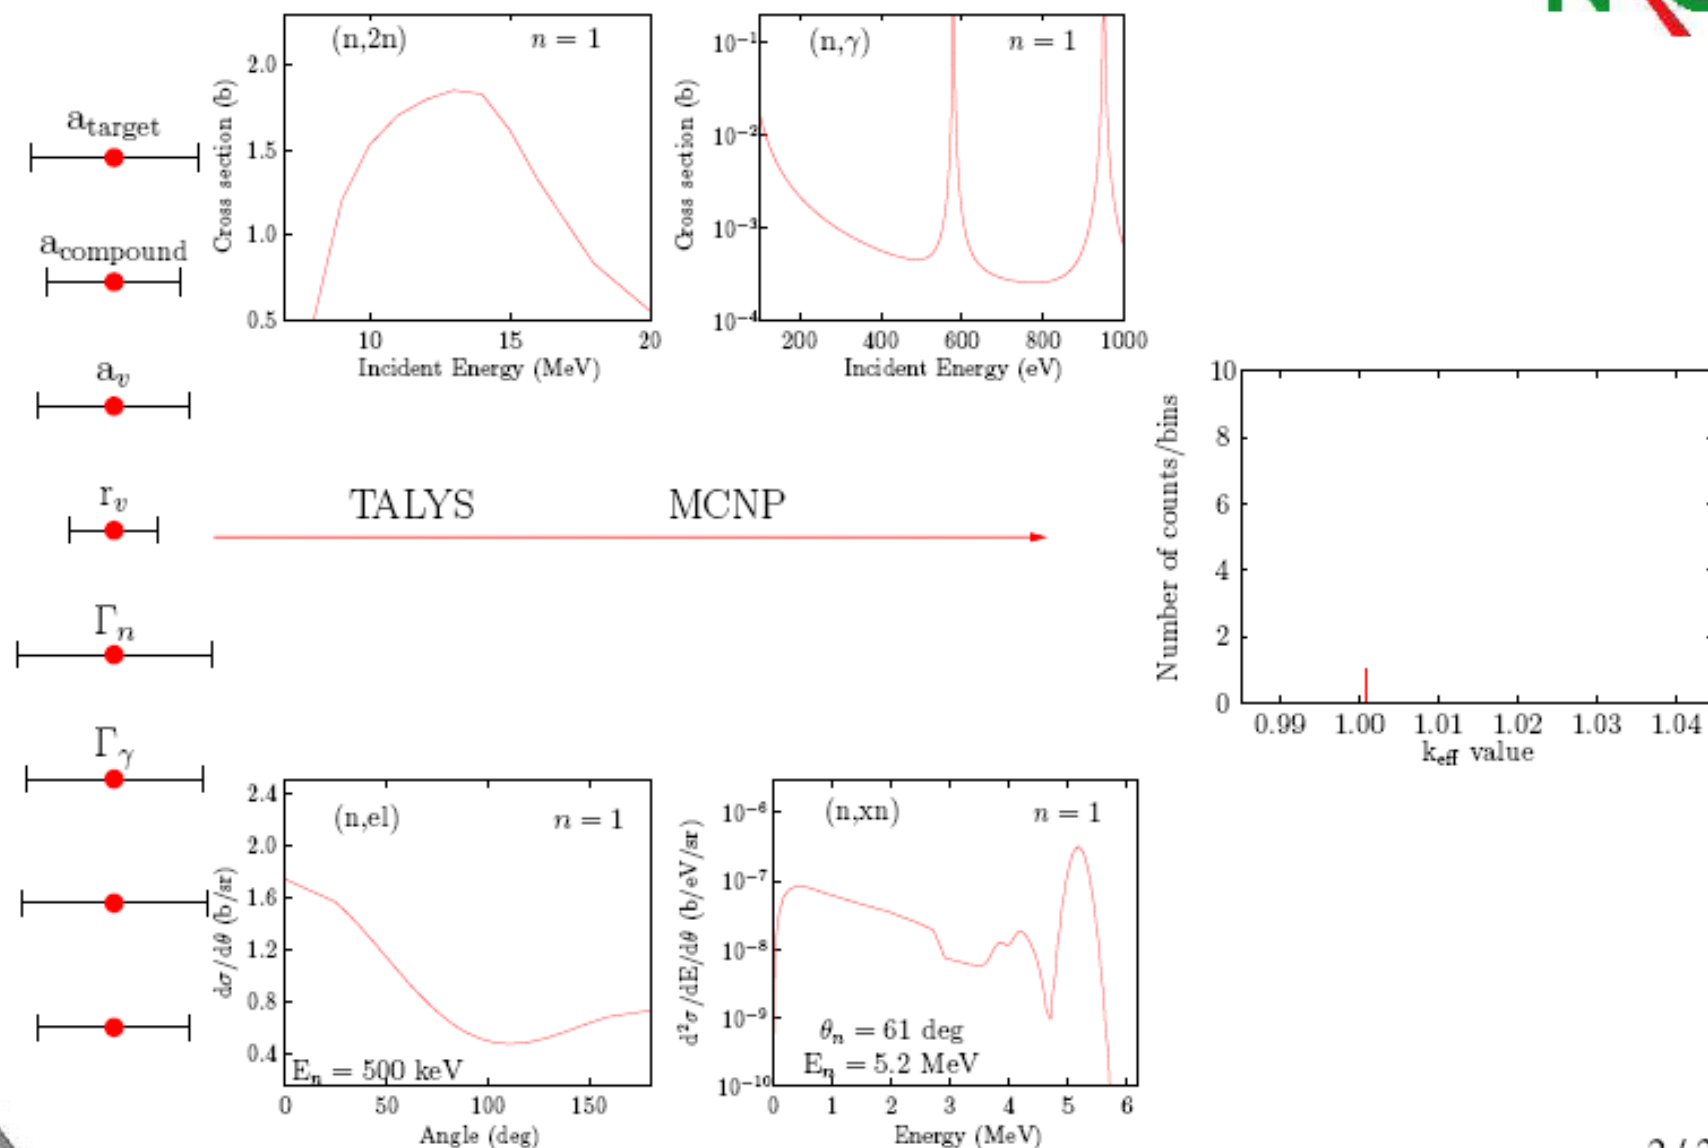 a_target
a_compound
a_v
r_v
Γ_n
Γ_γ
(n,2n) n = 1
Cross section (b)
2.0
1.5
1.0
0.5
10 15 20
Incident Energy (MeV)
(n,γ) n = 1
Cross section (b)
10⁻¹
10⁻²
10⁻³
10⁻⁴
200 400 600 800 1000
Incident Energy (eV)
TALYS MCNP
Number of counts/bins
10
8
6
4
2
0
0.99 1.00 1.01 1.02 1.03 1.04
k_eff value
(n,el) n = 1
dσ/dθ (b/sr)
2.4
2.0
1.6
1.2
0.8
0.4
E_n = 500 keV
0 50 100 150
Angle (deg)
(n,xn) n = 1
d²σ/dE/dθ (b/eV/sr)
10⁻⁶
10⁻⁷
10⁻⁸
10⁻⁹
10⁻¹⁰
θ_n = 61 deg
E_n = 5.2 MeV
0 1 2 3 4 5 6
Energy (MeV)